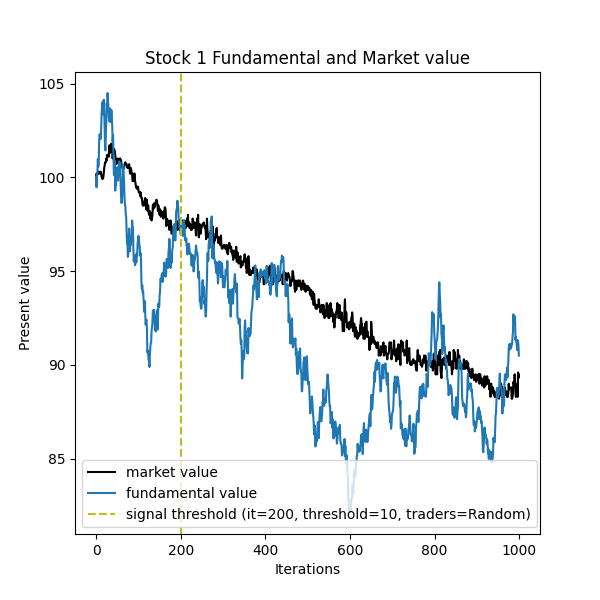 Stock 1 Fundamental and Market value
105
100
95
90
85
Present value
market value
fundamental value
signal threshold (it=200, threshold=10, traders=Random)
0 200 400 600 800 1000
Iterations